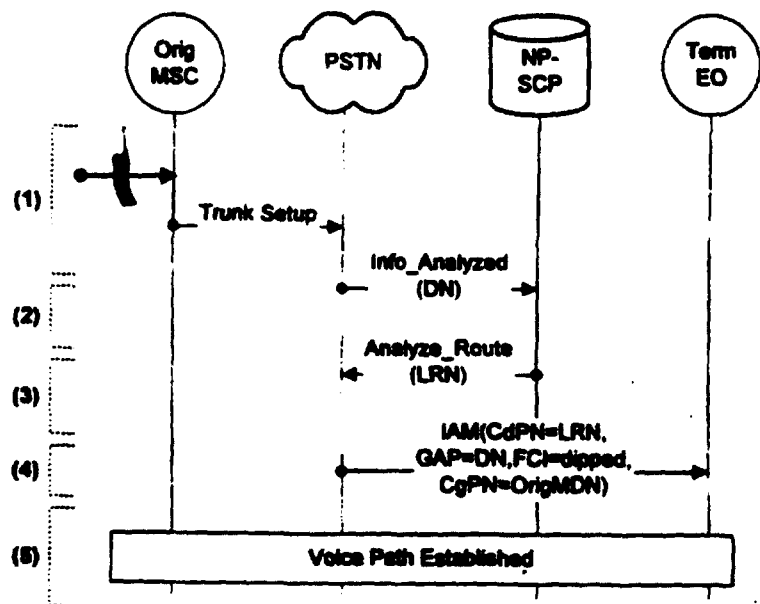 Orig
MSC
PSTN
NP-
SCP
Term
EO
(1)
Trunk Setup
Info_Analyzed
(DN)
(2)
Analyze_Route
(LRN)
(3)
IAM(CdPN=LRN,
GAP=DN,FCI=dipped,
CgPN=OrigMDN)
(4)
(5)
Voice Path Established